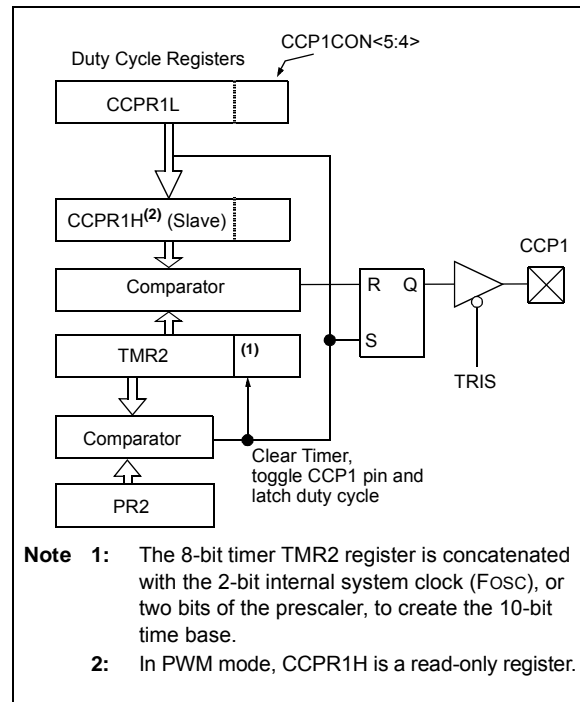 CCP1CON<5:4>
Duty Cycle Registers
CCPR1L
CCPR1H(2) (Slave)
CCP1
Comparator
R Q
TMR2 (1)
S
TRIS
Comparator
Clear Timer,
toggle CCP1 pin and
latch duty cycle
PR2
Note 1: The 8-bit timer TMR2 register is concatenated
with the 2-bit internal system clock (FOSC), or
two bits of the prescaler, to create the 10-bit
time base.
2: In PWM mode, CCPR1H is a read-only register.